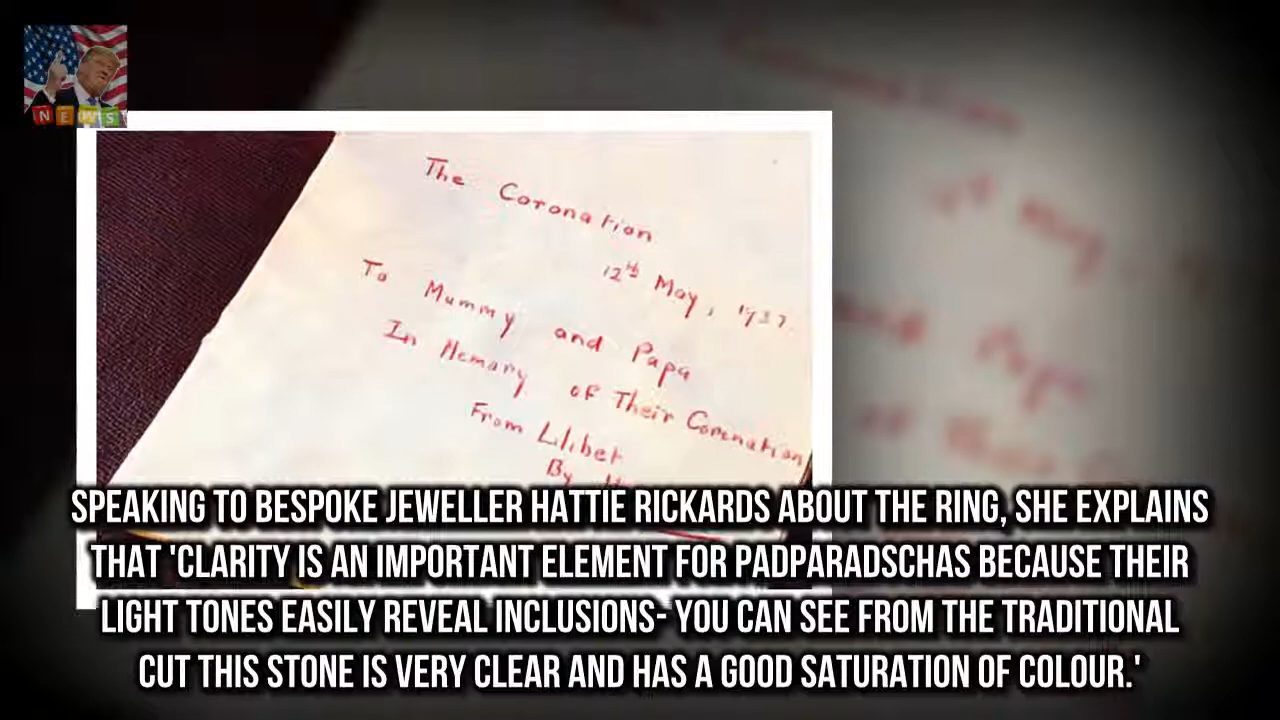 NEWS
The Coronation
12th May, 1937.
To Mummy and Papa
In Memory of Their Coronation
From Lilibet
By
SPEAKING TO BESPOKE JEWELLER HATTIE RICKARDS ABOUT THE RING, SHE EXPLAINS
THAT 'CLARITY IS AN IMPORTANT ELEMENT FOR PADPARADSCHAS BECAUSE THEIR
LIGHT TONES EASILY REVEAL INCLUSIONS- YOU CAN SEE FROM THE TRADITIONAL
CUT THIS STONE IS VERY CLEAR AND HAS A GOOD SATURATION OF COLOUR.'